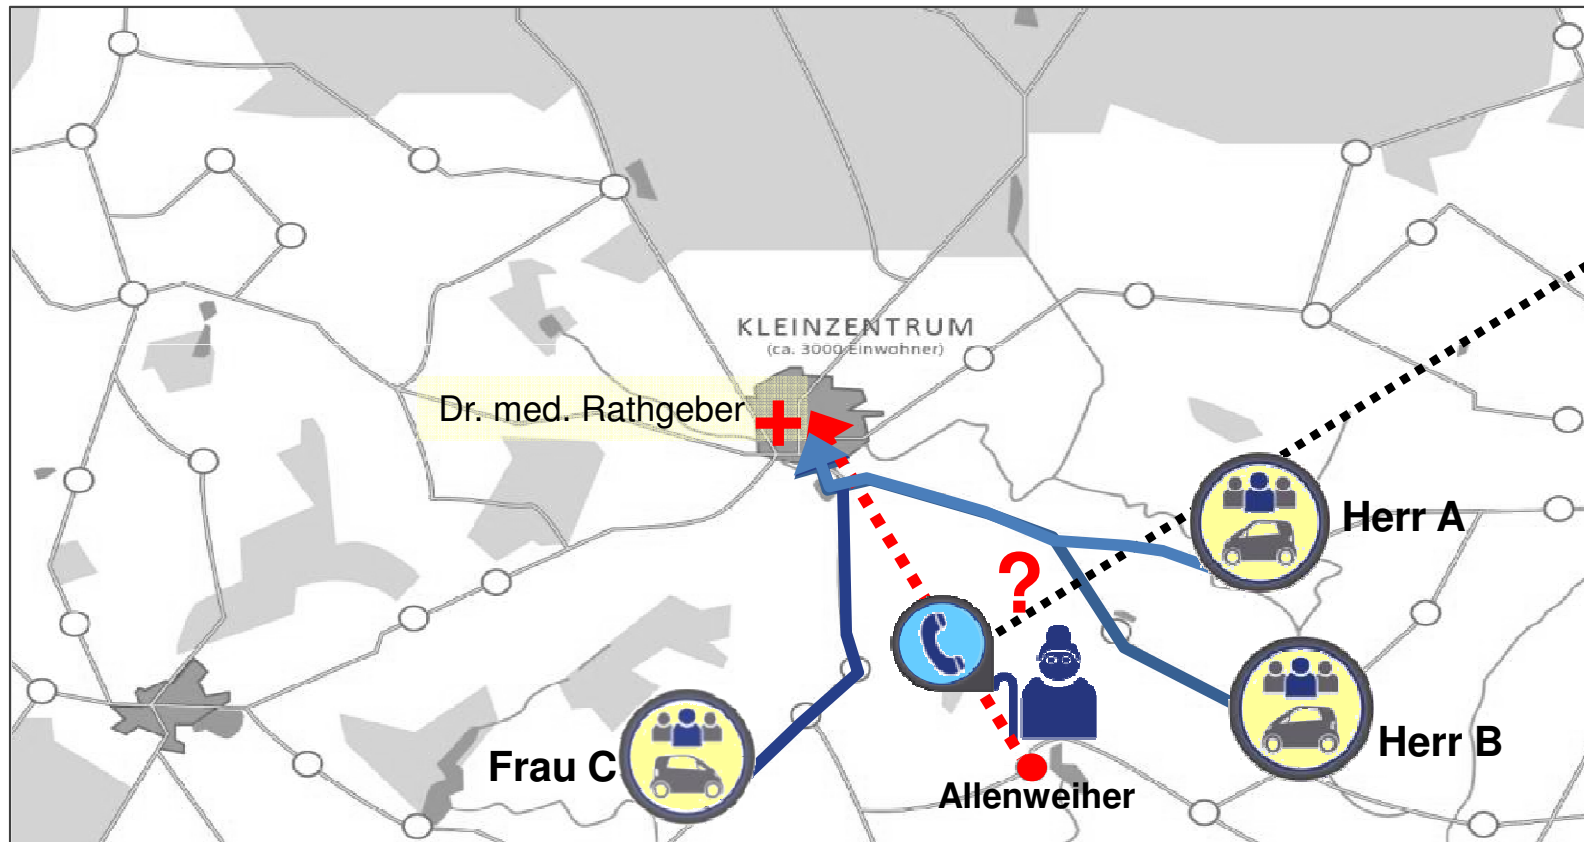 KLEINZENTRUM
(ca. 3000 Einwohner)
Dr. med. Rathgeber
Herr A
?
Herr B
Frau C
Allenweiher